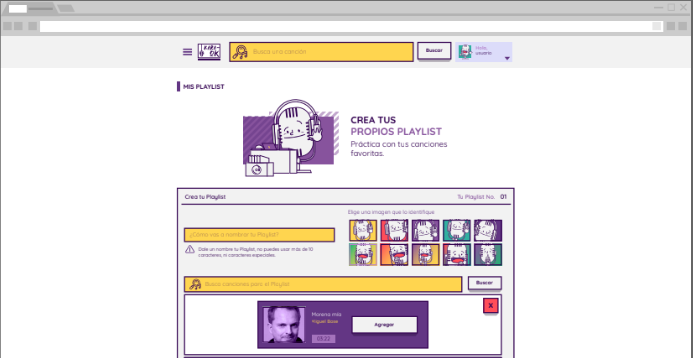 KARA
OK
Busca una canción
Buscar
Hola,
usuario
MIS PLAYLIST
CREA TUS
PROPIOS PLAYLIST
Práctica con tus canciones
favoritas.
Crea tu Playlist
Tu Playlist No. 01
Elige una imagen que lo identifique
¿Cómo vas a nombrar tu Playlist?
Dale un nombre tu Playlist, no puedes usar más de 10
caracteres, ni caracteres especiales.
Busca canciones para el Playlist
Buscar
X
Morena mía
Miguel Bosé
Agregar